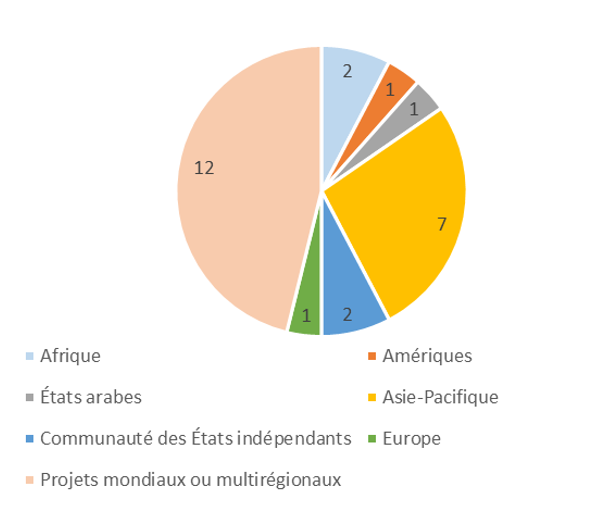 2
1
1
12
7
1
2
Afrique
Amériques
États arabes
Asie-Pacifique
Communauté des États indépendants
Europe
Projets mondiaux ou multirégionaux